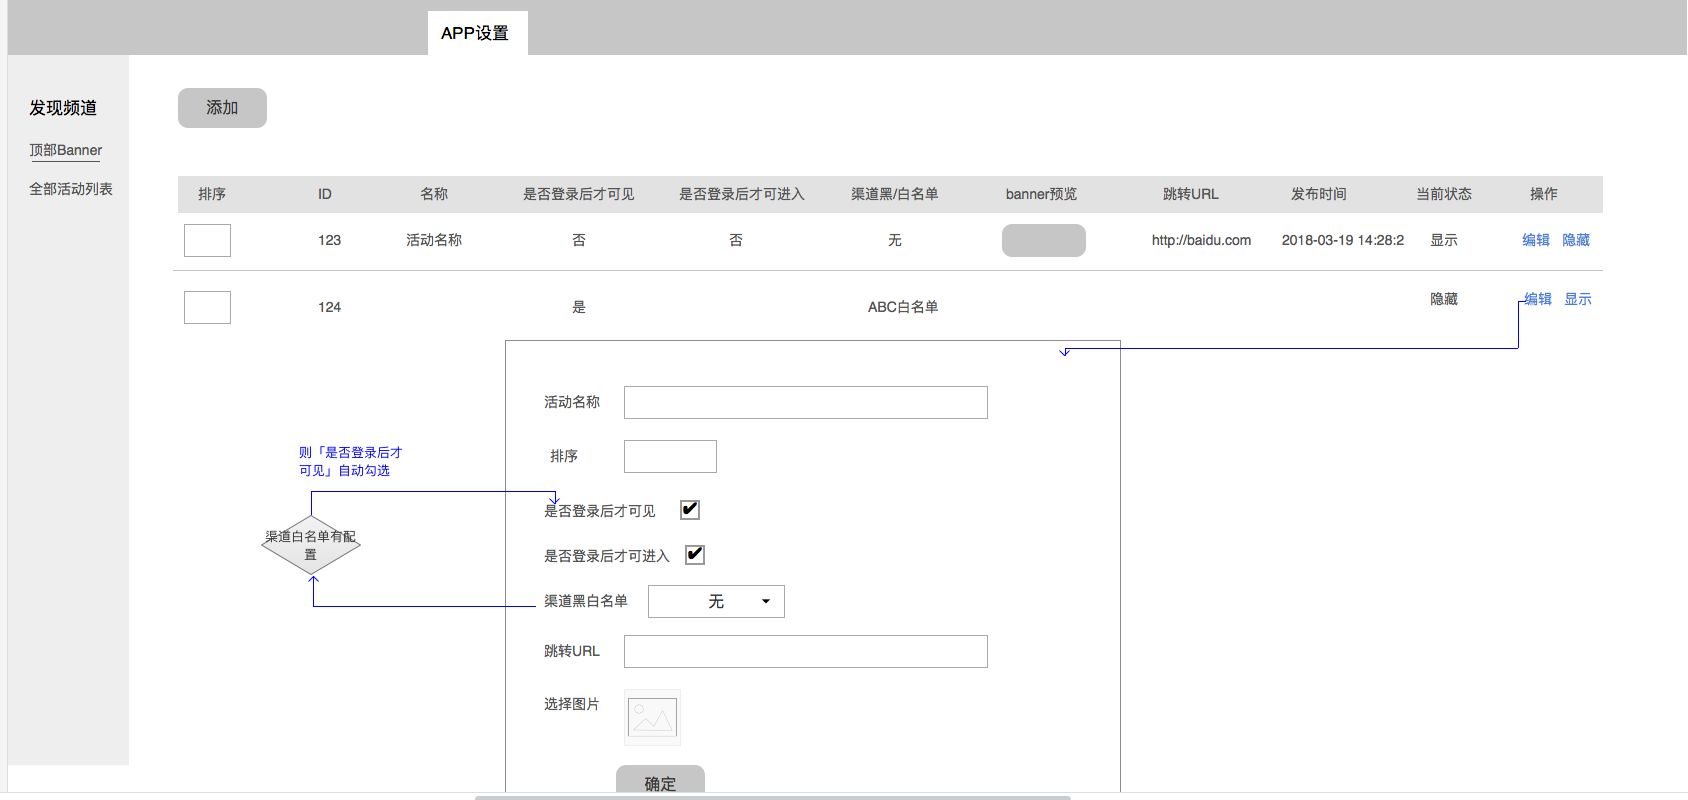 APP设置
发现频道
顶部Banner
全部活动列表
添加
排序 ID 名称 是否登录后才可见 是否登录后才可进入 渠道黑/白名单 banner预览 跳转URL 发布时间 当前状态 操作
123 活动名称 否 否 无 http://baidu.com 2018-03-19 14:28:2 显示 编辑 隐藏
124 是 ABC白名单 隐藏 编辑 显示
活动名称
排序
则「是否登录后才
可见」自动勾选
是否登录后才可见
渠道白名单有配
置
是否登录后才可进入
渠道黑白名单 无
跳转URL
选择图片
确定